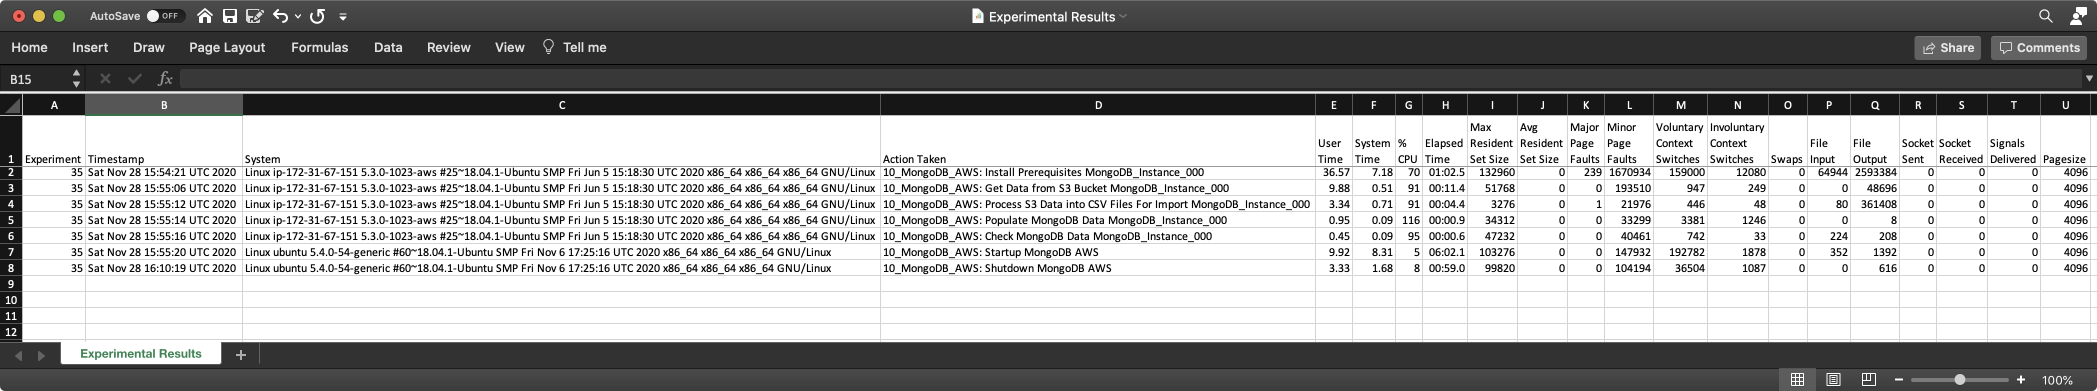 AutoSave OFF Experimental Results
Home Insert Draw Page Layout Formulas Data Review View Tell me Share Comments
B15 fx
A B C D E F G H I J K L M N O P Q R S T U
Experiment Timestamp System Action Taken User Time System Time % CPU Elapsed Time Max Resident Set Size Avg Resident Set Size Major Page Faults Minor Page Faults Voluntary Context Switches Involuntary Context Switches Swaps File Input File Output Socket Sent Socket Received Signals Delivered Pagesize
1
2 35 Sat Nov 28 15:54:21 UTC 2020 Linux ip-172-31-67-151 5.3.0-1023-aws #25~18.04.1-Ubuntu SMP Fri Jun 5 15:18:30 UTC 2020 x86_64 x86_64 x86_64 GNU/Linux 10_MongoDB_AWS: Install Prerequisites MongoDB_Instance_000 36.57 7.18 70 01:02.5 132960 0 239 1670934 159000 12080 0 64944 2593384 0 0 0 4096
3 35 Sat Nov 28 15:55:06 UTC 2020 Linux ip-172-31-67-151 5.3.0-1023-aws #25~18.04.1-Ubuntu SMP Fri Jun 5 15:18:30 UTC 2020 x86_64 x86_64 x86_64 GNU/Linux 10_MongoDB_AWS: Get Data from S3 Bucket MongoDB_Instance_000 9.88 0.51 91 00:11.4 51768 0 0 193510 947 249 0 0 48696 0 0 0 4096
4 35 Sat Nov 28 15:55:12 UTC 2020 Linux ip-172-31-67-151 5.3.0-1023-aws #25~18.04.1-Ubuntu SMP Fri Jun 5 15:18:30 UTC 2020 x86_64 x86_64 x86_64 GNU/Linux 10_MongoDB_AWS: Process S3 Data into CSV Files For Import MongoDB_Instance_000 3.34 0.71 91 00:04.4 3276 0 1 21976 446 48 0 80 361408 0 0 0 4096
5 35 Sat Nov 28 15:55:14 UTC 2020 Linux ip-172-31-67-151 5.3.0-1023-aws #25~18.04.1-Ubuntu SMP Fri Jun 5 15:18:30 UTC 2020 x86_64 x86_64 x86_64 GNU/Linux 10_MongoDB_AWS: Populate MongoDB Data MongoDB_Instance_000 0.95 0.09 116 00:00.9 34312 0 0 33299 3381 1246 0 0 8 0 0 0 4096
6 35 Sat Nov 28 15:55:16 UTC 2020 Linux ip-172-31-67-151 5.3.0-1023-aws #25~18.04.1-Ubuntu SMP Fri Jun 5 15:18:30 UTC 2020 x86_64 x86_64 x86_64 GNU/Linux 10_MongoDB_AWS: Check MongoDB Data MongoDB_Instance_000 0.45 0.09 95 00:00.6 47232 0 0 40461 742 33 0 224 208 0 0 0 4096
7 35 Sat Nov 28 15:55:20 UTC 2020 Linux ubuntu 5.4.0-54-generic #60~18.04.1-Ubuntu SMP Fri Nov 6 17:25:16 UTC 2020 x86_64 x86_64 x86_64 GNU/Linux 10_MongoDB_AWS: Startup MongoDB AWS 9.92 8.31 5 06:02.1 103276 0 0 147932 192782 1878 0 352 1392 0 0 0 4096
8 35 Sat Nov 28 16:10:19 UTC 2020 Linux ubuntu 5.4.0-54-generic #60~18.04.1-Ubuntu SMP Fri Nov 6 17:25:16 UTC 2020 x86_64 x86_64 x86_64 GNU/Linux 10_MongoDB_AWS: Shutdown MongoDB AWS 3.33 1.68 8 00:59.0 99820 0 0 104194 36504 1087 0 0 616 0 0 0 4096
9
10
11
12
Experimental Results +
100%